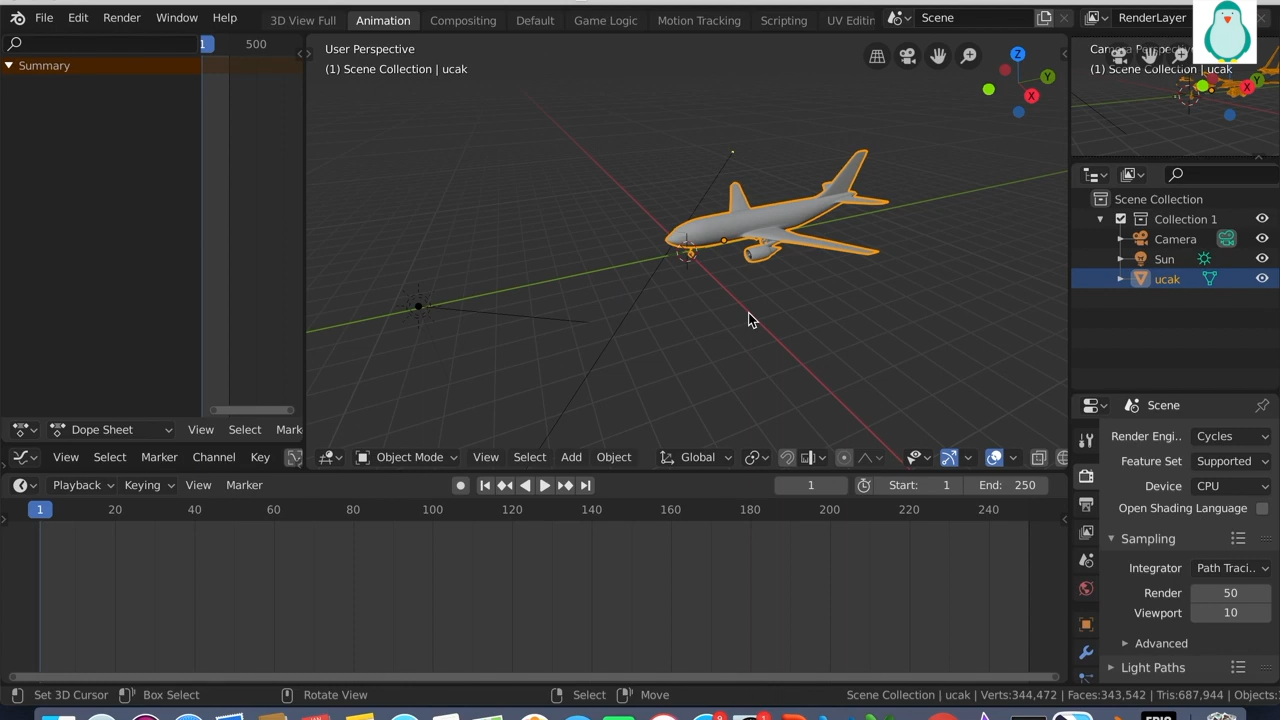 File Edit Render Window Help
3D View Full Animation Compositing Default Game Logic Motion Tracking Scripting UV Editin
Scene RenderLayer
1 500
Summary
User Perspective
(1) Scene Collection | ucak
Z
Y
X
(1) Scene Collection | ucak
Y
X
Scene Collection
Collection 1
Camera
Sun
ucak
Dope Sheet View Select Mark
View Select Marker Channel Key
Object Mode View Select Add Object Global
Playback Keying View Marker
1 Start: 1 End: 250
1 20 40 60 80 100 120 140 160 180 200 220 240
Scene
Render Engi.. Cycles
Feature Set Supported
Device CPU
Open Shading Language
Sampling
Integrator Path Traci..
Render 50
Viewport 10
Advanced
Light Paths
Set 3D Cursor Box Select Rotate View Select Move
Scene Collection | ucak | Verts:344,472 | Faces:343,542 | Tris:687,944 | Objects:
EPIC